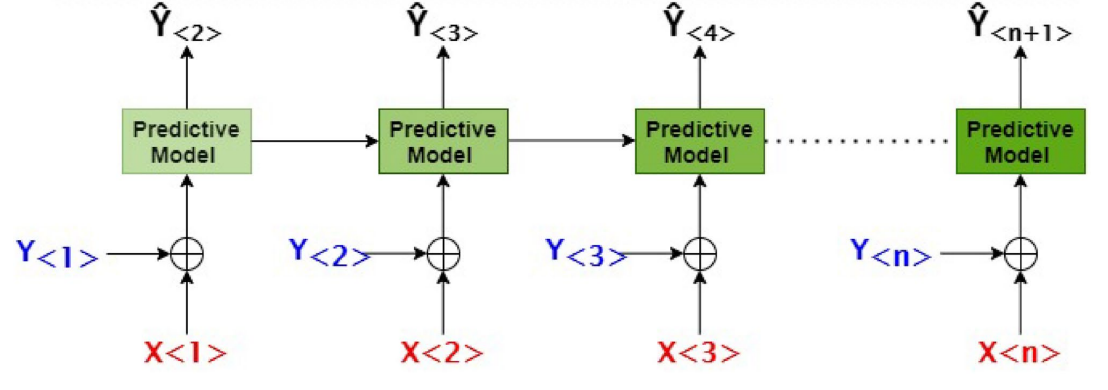 Ŷ<2> Ŷ<3> Ŷ<4> Ŷ<n+1>
Predictive Model Predictive Model Predictive Model Predictive Model
Y<1> Y<2> Y<3> Y<n>
X<1> X<2> X<3> X<n>